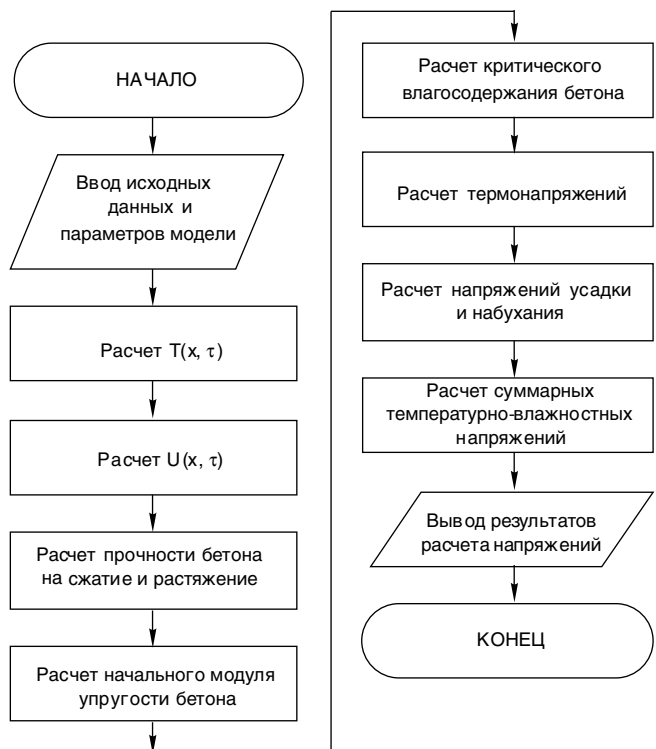 НАЧАЛО
Ввод исходных
данных и
параметров модели
Расчет T(x, τ)
Расчет U(x, τ)
Расчет прочности бетона
на сжатие и растяжение
Расчет начального модуля
упругости бетона
Расчет критического
влагосодержания бетона
Расчет термонапряжений
Расчет напряжений усадки
и набухания
Расчет суммарных
температурно-влажностных
напряжений
Вывод результатов
расчета напряжений
КОНЕЦ